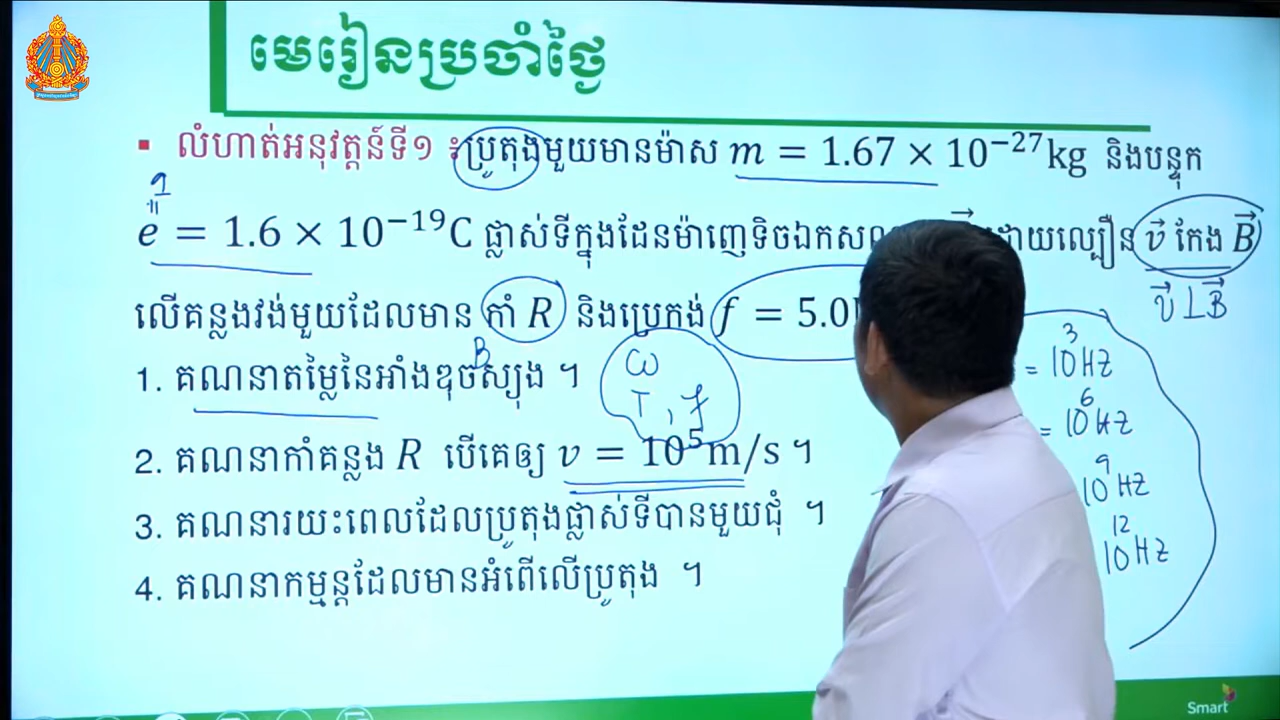 មេរៀនប្រចាំថ្ងៃ
▪ លំហាត់អនុវត្តន៍ទី១ ៖ ប្រូតុងមួយមានម៉ាស m = 1.67 × 10⁻²⁷kg និងបន្ទុក
q
=
e = 1.6 × 10⁻¹⁹C ផ្លាស់ទីក្នុងដែនម៉ាញេទិច ដោយល្បឿន v⃗ កែង B⃗
លើគន្លងវង់មួយដែលមាន កាំ R និងប្រេកង់ f = 5.0
v⃗ ⊥ B⃗
B
1. គណនាតម្លៃនៃអាំងឌុចស្យុង ។
ω
T, f
= 10³ Hz
= 10⁶ Hz
10⁹ Hz
10¹² Hz
2. គណនាកាំគន្លង R បើគេឲ្យ v = 10⁵m/s ។
3. គណនារយៈពេលដែលប្រូតុងផ្លាស់ទីបានមួយជុំ ។
4. គណនាកម្មន្តដែលមានអំពើលើប្រូតុង ។
Smart